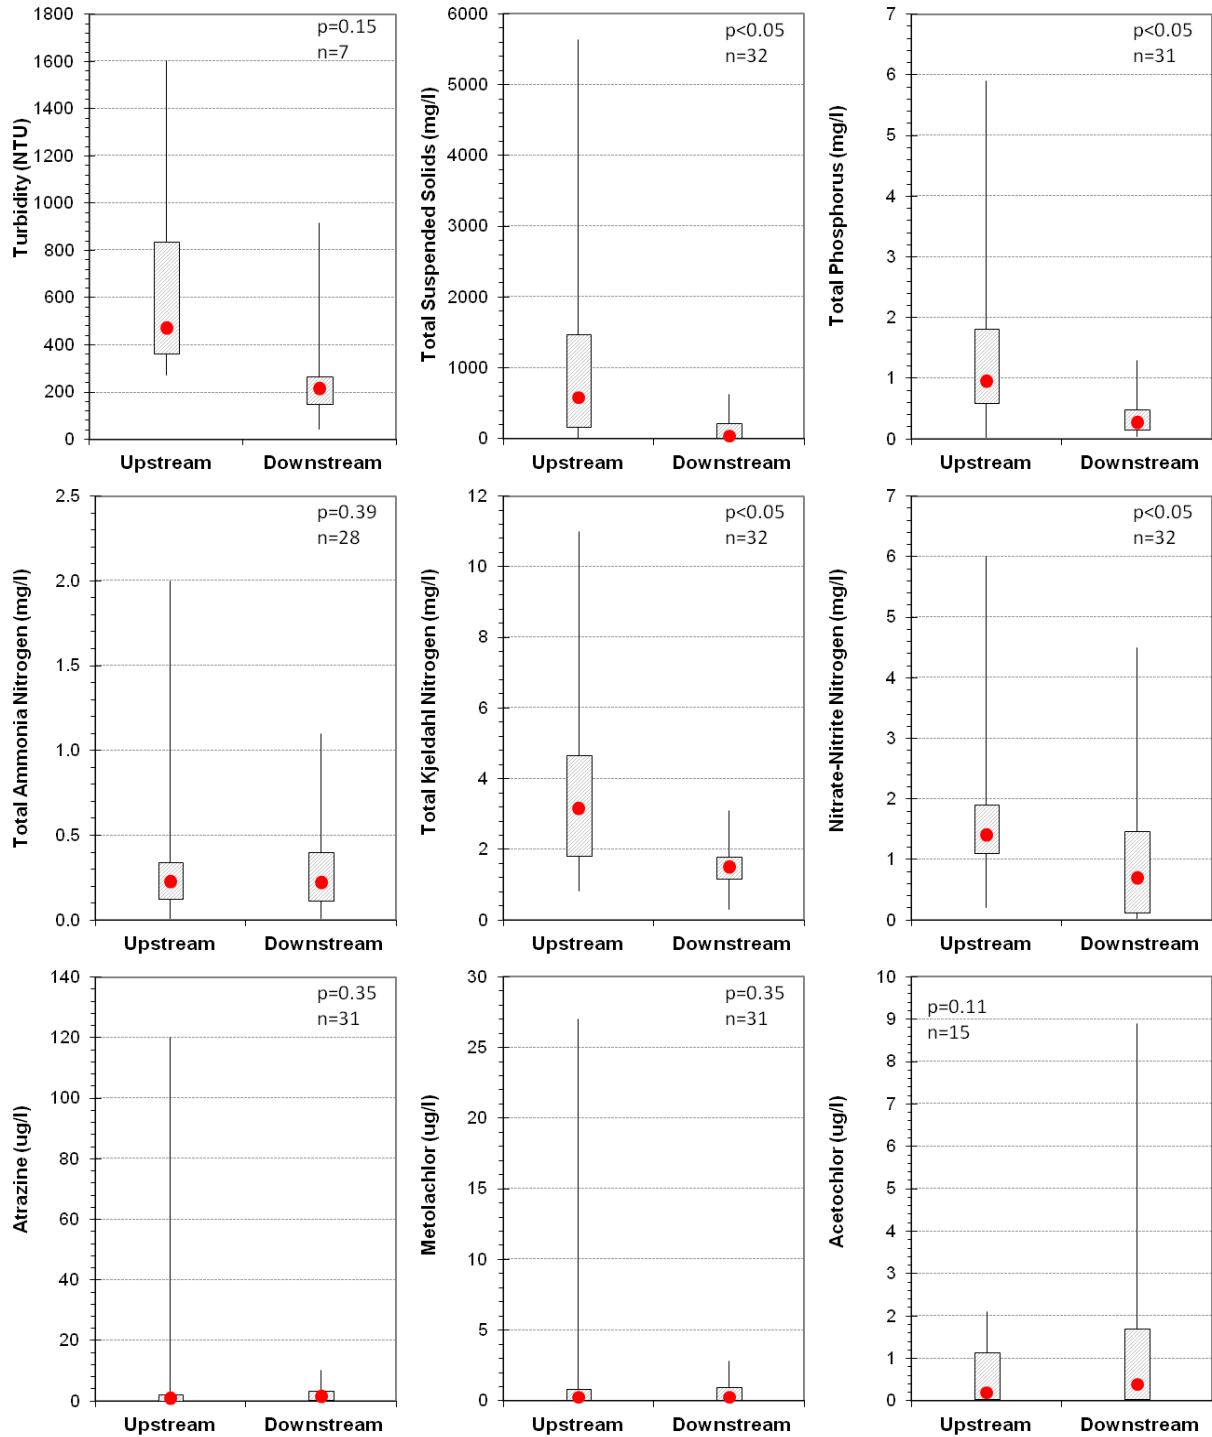 Turbidity (NTU)
1800
1600
1400
1200
1000
800
600
400
200
0
p=0.15
n=7
Upstream
Downstream
Total Suspended Solids (mg/l)
6000
5000
4000
3000
2000
1000
0
p<0.05
n=32
Upstream
Downstream
Total Phosphorus (mg/l)
7
6
5
4
3
2
1
0
p<0.05
n=31
Upstream
Downstream
Total Ammonia Nitrogen (mg/l)
2.5
2.0
1.5
1.0
0.5
0.0
p=0.39
n=28
Upstream
Downstream
Total Kjeldahl Nitrogen (mg/l)
12
10
8
6
4
2
0
p<0.05
n=32
Upstream
Downstream
Nitrate-Nitrite Nitrogen (mg/l)
7
6
5
4
3
2
1
0
p<0.05
n=32
Upstream
Downstream
Atrazine (ug/l)
140
120
100
80
60
40
20
0
p=0.35
n=31
Upstream
Downstream
Metolachlor (ug/l)
30
25
20
15
10
5
0
p=0.35
n=31
Upstream
Downstream
Acetochlor (ug/l)
10
9
8
7
6
5
4
3
2
1
0
p=0.11
n=15
Upstream
Downstream